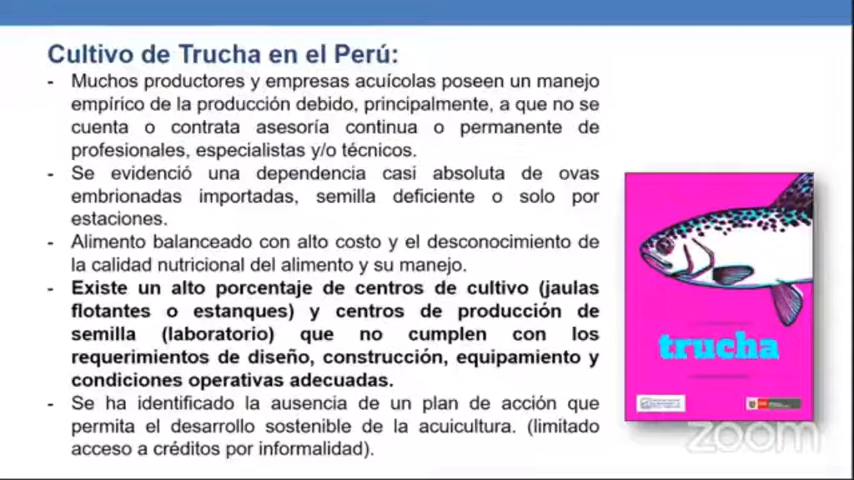 Cultivo de Trucha en el Perú:
- Muchos productores y empresas acuícolas poseen un manejo
empírico de la producción debido, principalmente, a que no se
cuenta o contrata asesoría continua o permanente de
profesionales, especialistas y/o técnicos.
- Se evidenció una dependencia casi absoluta de ovas
embrionadas importadas, semilla deficiente o solo por
estaciones.
- Alimento balanceado con alto costo y el desconocimiento de
la calidad nutricional del alimento y su manejo.
- Existe un alto porcentaje de centros de cultivo (jaulas
flotantes o estanques) y centros de producción de
semilla (laboratorio) que no cumplen con los
requerimientos de diseño, construcción, equipamiento y
condiciones operativas adecuadas.
- Se ha identificado la ausencia de un plan de acción que
permita el desarrollo sostenible de la acuicultura. (limitado
acceso a créditos por informalidad).
trucha
zoom